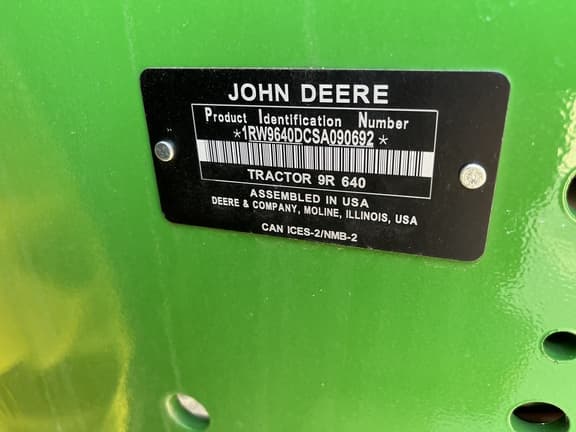 JOHN DEERE
Product Identification Number
*1RW9640DCSA090692*
TRACTOR 9R 640
ASSEMBLED IN USA
DEERE & COMPANY, MOLINE, ILLINOIS, USA
CAN ICES-2/NMB-2